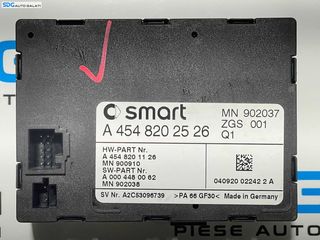 SDG AUTO GALATI
smart
MN 902037
A 454 820 25 26
ZGS 001
Q1
HW-PART Nr.
A 454 820 11 26
MN 900910
SW-PART Nr.
A 000 448 00 62
MN 902038
040920 02242 2 A
SV Nr. A2C53096739 >PA 66 GF30< Made in Germany
PIESE AUTO